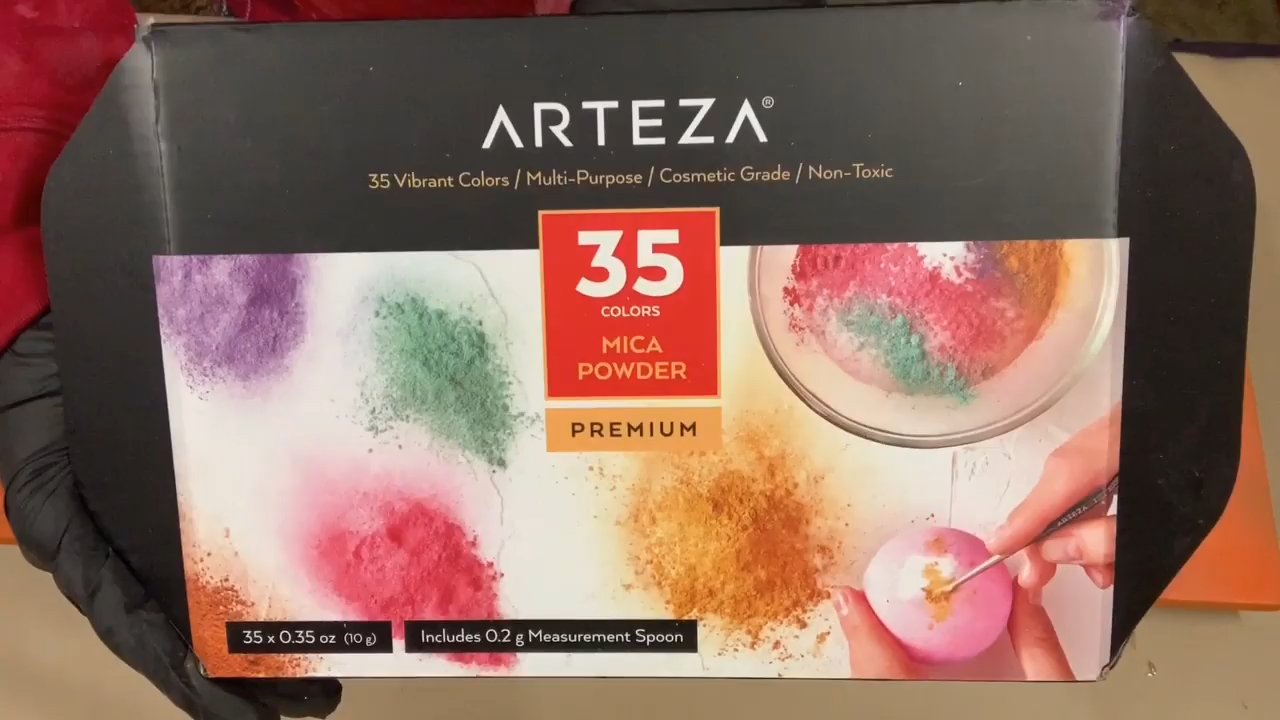 ARTEZA®
35 Vibrant Colors / Multi-Purpose / Cosmetic Grade / Non-Toxic
35
COLORS
MICA
POWDER
PREMIUM
ARTEZA
35 x 0.35 oz (10 g)
Includes 0.2 g Measurement Spoon